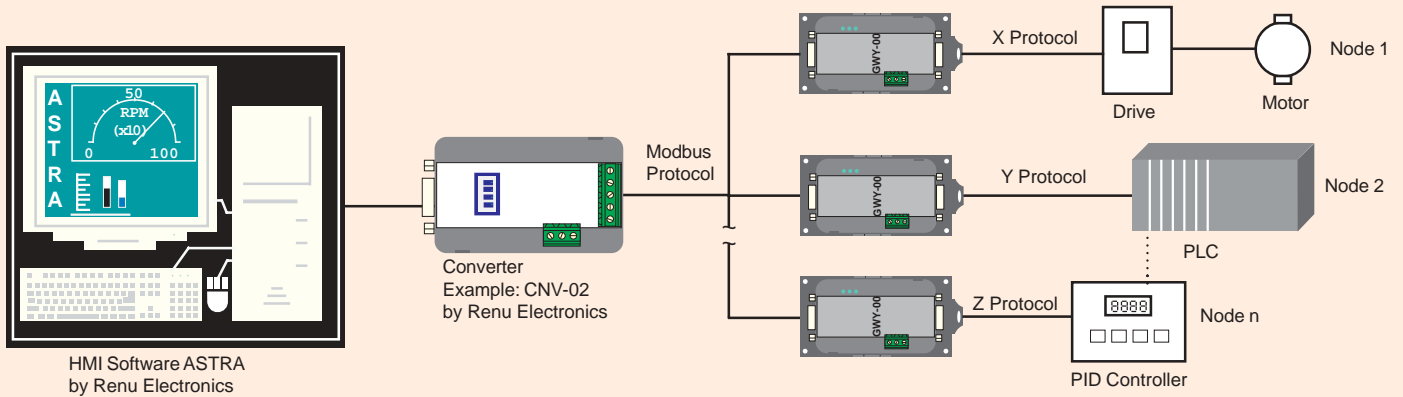 ASTRA
50
RPM
(x10)
0 100
HMI Software ASTRA
by Renu Electronics
Converter
Example: CNV-02
by Renu Electronics
Modbus
Protocol
GWY-00
X Protocol
Drive
Motor
Node 1
GWY-00
Y Protocol
PLC
Node 2
GWY-00
Z Protocol
8888
PID Controller
Node n